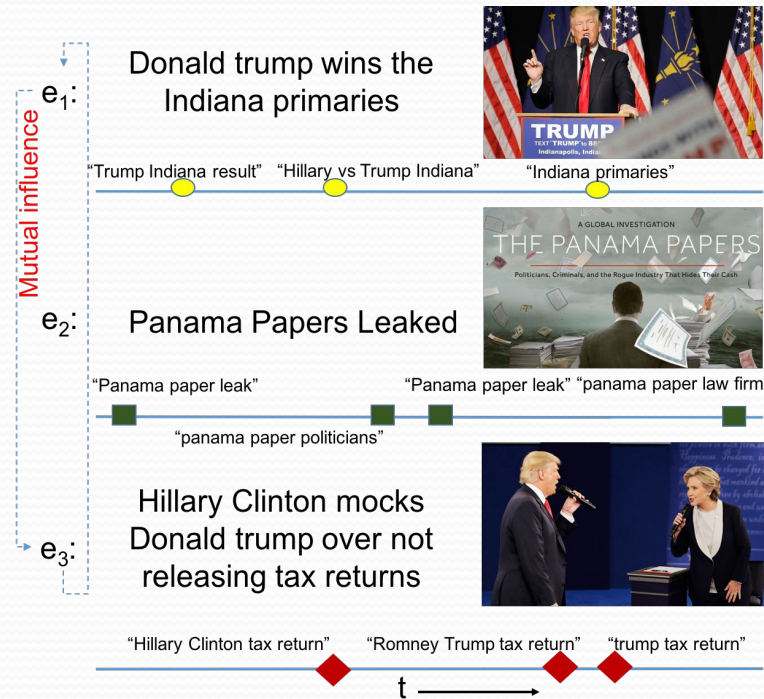 Donald trump wins the
Indiana primaries
e1:
TRUMP
TEXT "TRUMP" to 88
Indianapolis, India
Mutual influence
“Trump Indiana result” “Hillary vs Trump Indiana” “Indiana primaries”
A GLOBAL INVESTIGATION
THE PANAMA PAPERS
Politicians, Criminals, and the Rogue Industry That Hides Their Cash
e2:
Panama Papers Leaked
“Panama paper leak” “Panama paper leak” “panama paper law firm
“panama paper politicians”
Hillary Clinton mocks
Donald trump over not
releasing tax returns
e3:
“Hillary Clinton tax return” “Romney Trump tax return” “trump tax return”
t